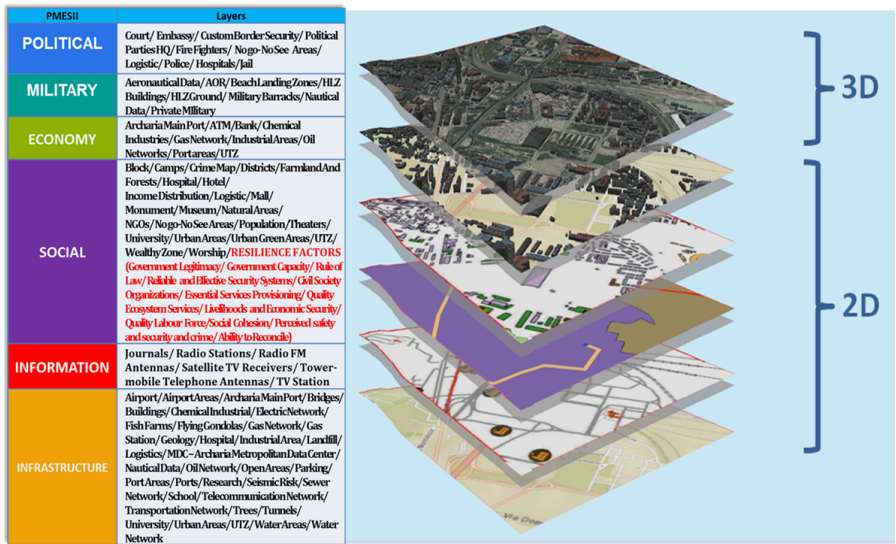 PMESII
Layers
POLITICAL
Court/ Embassy/ Custom Border Security/ Political
Parties HQ/ Fire Fighters/ No go-No See Areas/
Logistic/ Police/ Hospitals/Jail
MILITARY
Aeronautical Data/ AOR/ Beach Landing Zones/ HLZ
Buildings/ HLZ Ground/ Military Barracks/ Nautical
Data/ Private MIlitary
ECONOMY
Archaria Main Port/ ATM/ Bank/ Chemical
Industries/ Gas Network/ Industrial Areas/ Oil
Networks/ Port areas/ UTZ
SOCIAL
Block/ Camps/ Crime Map/ Districts/ Farmland And
Forests/ Hospital/ Hotel/
Income Distribution/ Logistic/ Mall/
Monument/ Museum/ Natural Areas/
NGOs/ No go-No See Areas/ Population/ Theaters/
University/ Urban Areas/ Urban Green Areas/ UTZ/
Wealthy Zone/ Worship/ RESILIENCE FACTORS
(Government Legitimacy/ Government Capacity/ Rule of
Law/ Reliable and Effective Security Systems/ Civil Society
Organizations/ Essential Services Provisioning/ Quality
Ecosystem Services/ Livelihoods and Economic Security/
Quality Labour Force/ Social Cohesion/ Perceived safety
and security and crime/ Ability to Reconcile)
INFORMATION
Journals/ Radio Stations/ Radio FM
Antennas/ Satellite TV Receivers/ Tower-
mobile Telephone Antennas/ TV Station
INFRASTRUCTURE
Airport/ Airport Areas/ Archaria Main Port/ Bridges/
Buildings/ Chemical Industrial/ Electric Network/
Fish Farms/ Flying Gondolas/ Gas Network/ Gas
Station/ Geology/ Hospital/ Industrial Area/ Landfill/
Logistics/ MDC – Archaria Metropolitan Data Center/
Nautical Data/ Oil Network/ Open Areas/ Parking/
Port Areas/ Ports/ Research/ Seismic Risk/ Sewer
Network/ School/ Telecommunication Network/
Transportation Network/ Trees/ Tunnels/
University/ Urban Areas/ UTZ/ Water Areas/ Water
Network
3D
2D
Via Dom